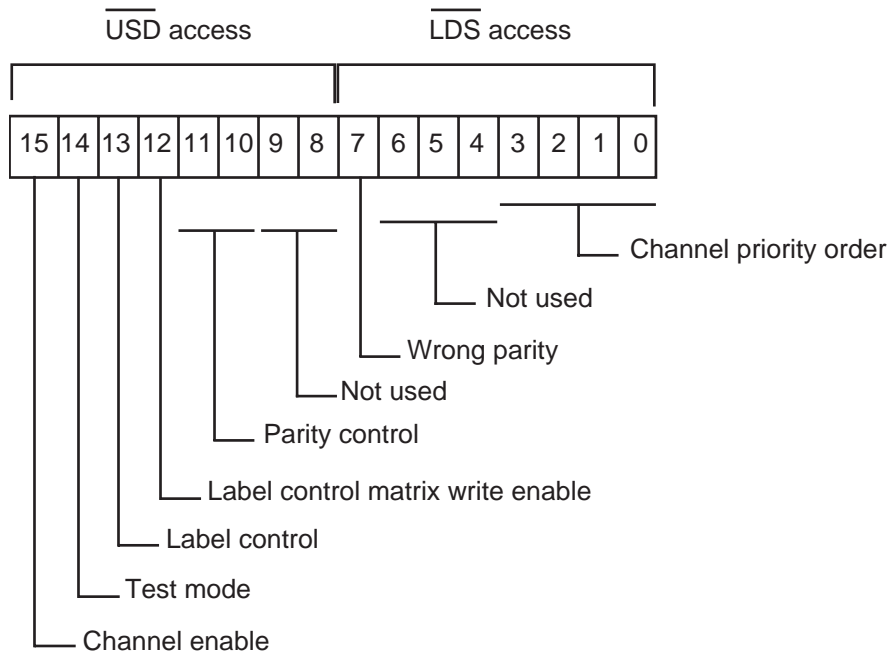 USD access LDS access
15 14 13 12 11 10 9 8 7 6 5 4 3 2 1 0
Channel priority order
Not used
Wrong parity
Not used
Parity control
Label control matrix write enable
Label control
Test mode
Channel enable